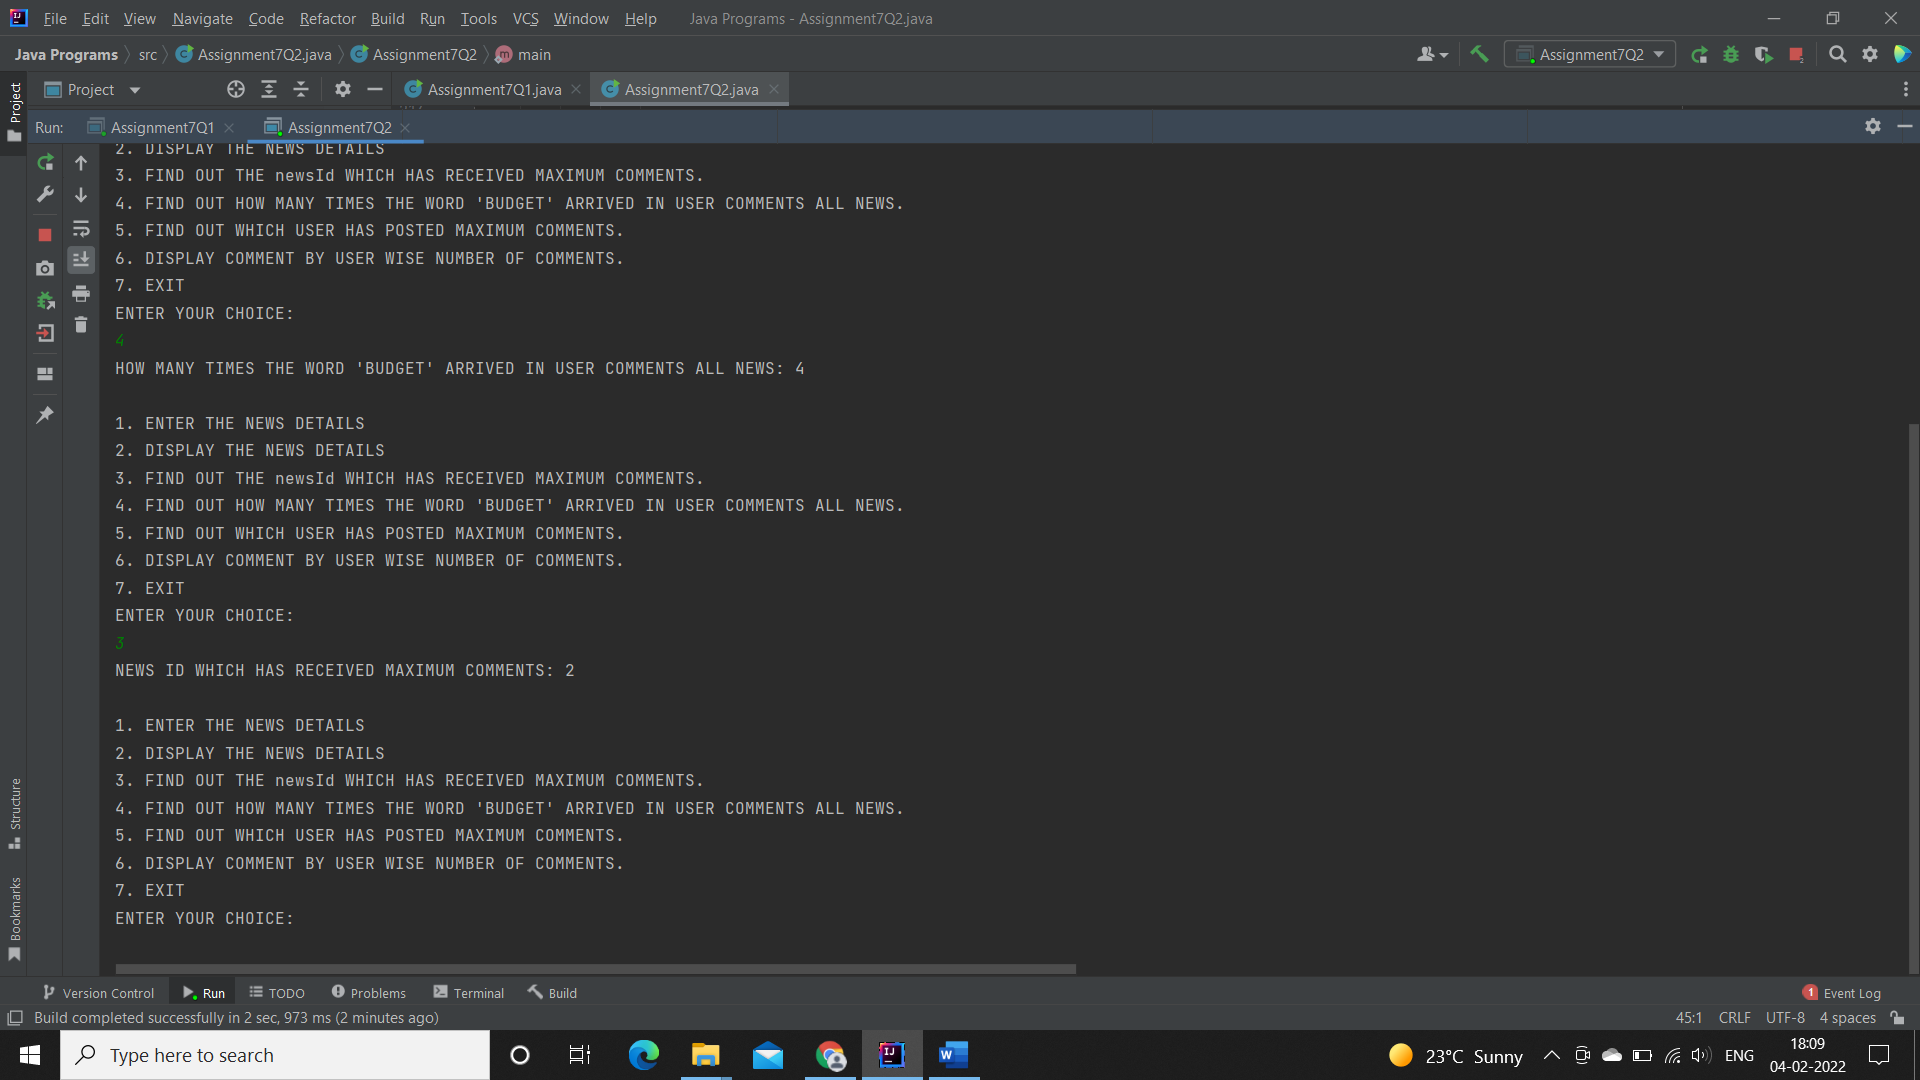 File Edit View Navigate Code Refactor Build Run Tools VCS Window Help Java Programs - Assignment7Q2.java
Java Programs src Assignment7Q2.java Assignment7Q2 main Assignment7Q2
Project Project Assignment7Q1.java Assignment7Q2.java
Run: Assignment7Q1 Assignment7Q2
2. DISPLAY THE NEWS DETAILS
3. FIND OUT THE newsId WHICH HAS RECEIVED MAXIMUM COMMENTS.
4. FIND OUT HOW MANY TIMES THE WORD 'BUDGET' ARRIVED IN USER COMMENTS ALL NEWS.
5. FIND OUT WHICH USER HAS POSTED MAXIMUM COMMENTS.
6. DISPLAY COMMENT BY USER WISE NUMBER OF COMMENTS.
7. EXIT
ENTER YOUR CHOICE:
4
HOW MANY TIMES THE WORD 'BUDGET' ARRIVED IN USER COMMENTS ALL NEWS: 4
1. ENTER THE NEWS DETAILS
2. DISPLAY THE NEWS DETAILS
3. FIND OUT THE newsId WHICH HAS RECEIVED MAXIMUM COMMENTS.
4. FIND OUT HOW MANY TIMES THE WORD 'BUDGET' ARRIVED IN USER COMMENTS ALL NEWS.
5. FIND OUT WHICH USER HAS POSTED MAXIMUM COMMENTS.
6. DISPLAY COMMENT BY USER WISE NUMBER OF COMMENTS.
7. EXIT
ENTER YOUR CHOICE:
3
NEWS ID WHICH HAS RECEIVED MAXIMUM COMMENTS: 2
1. ENTER THE NEWS DETAILS
2. DISPLAY THE NEWS DETAILS
3. FIND OUT THE newsId WHICH HAS RECEIVED MAXIMUM COMMENTS.
4. FIND OUT HOW MANY TIMES THE WORD 'BUDGET' ARRIVED IN USER COMMENTS ALL NEWS.
5. FIND OUT WHICH USER HAS POSTED MAXIMUM COMMENTS.
6. DISPLAY COMMENT BY USER WISE NUMBER OF COMMENTS.
7. EXIT
ENTER YOUR CHOICE:
Structure
Bookmarks
Version Control Run TODO Problems Terminal Build 1 Event Log
Build completed successfully in 2 sec, 973 ms (2 minutes ago) 45:1 CRLF UTF-8 4 spaces
Type here to search 23°C Sunny ENG 18:09
04-02-2022